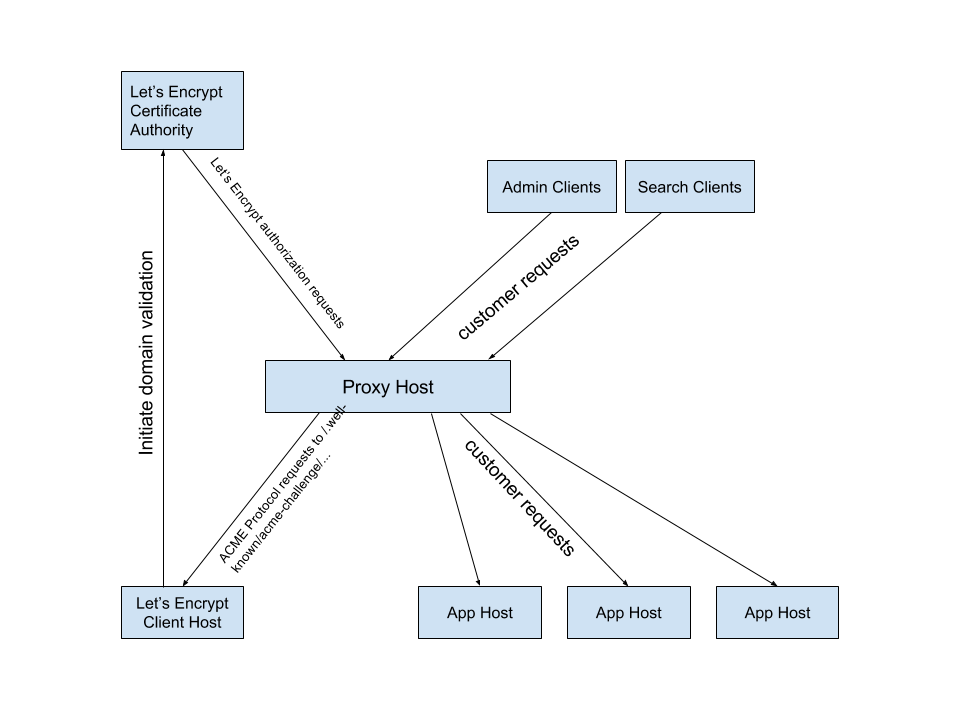 Let's Encrypt
Certificate
Authority
Let's Encrypt authorization requests
Admin Clients
Search Clients
customer requests
Initiate domain validation
Proxy Host
ACME Protocol requests to /.well-
known/acme-challenge/...
customer requests
Let's Encrypt
Client Host
App Host
App Host
App Host